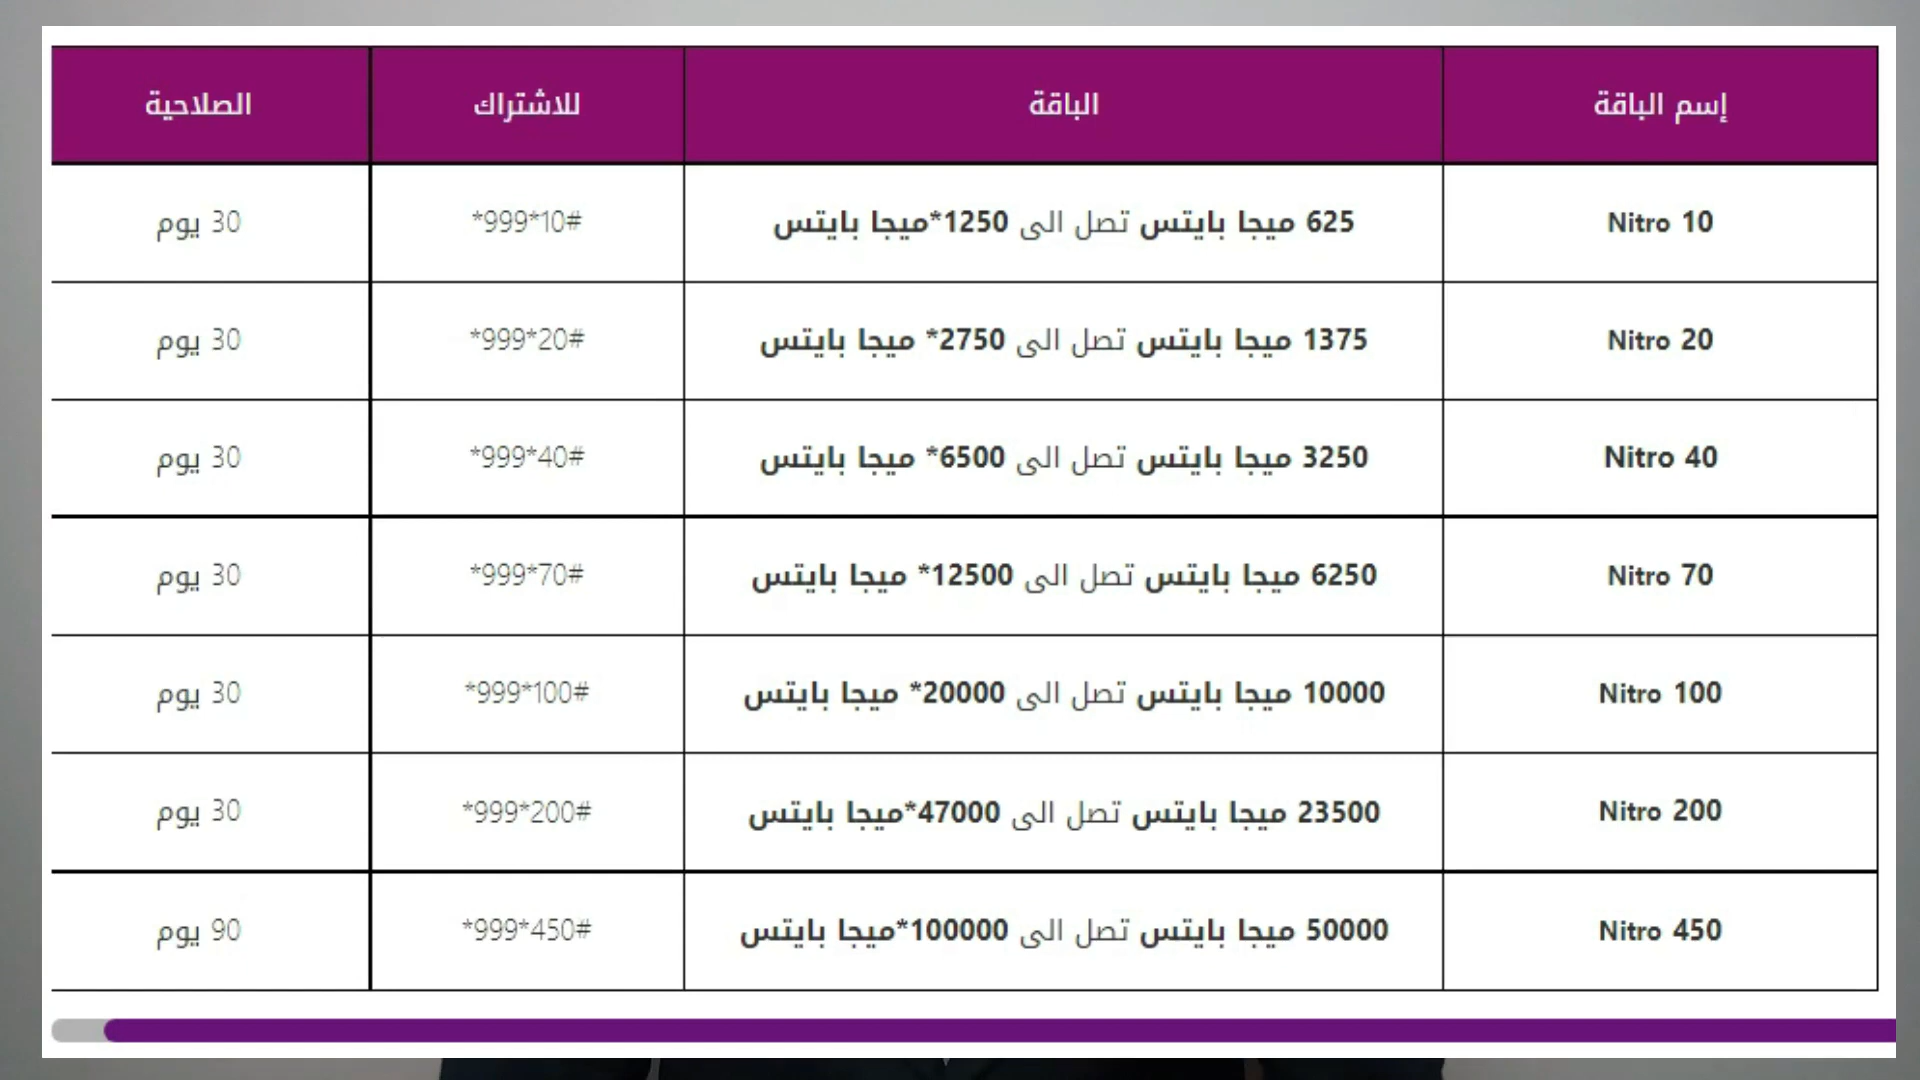 إسم الباقة الباقة للاشتراك الصلاحية
Nitro 10 625 ميجا بايتس تصل الى 1250*ميجا بايتس *999*10# 30 يوم
Nitro 20 1375 ميجا بايتس تصل الى 2750* ميجا بايتس *999*20# 30 يوم
Nitro 40 3250 ميجا بايتس تصل الى 6500* ميجا بايتس *999*40# 30 يوم
Nitro 70 6250 ميجا بايتس تصل الى 12500* ميجا بايتس *999*70# 30 يوم
Nitro 100 10000 ميجا بايتس تصل الى 20000* ميجا بايتس *999*100# 30 يوم
Nitro 200 23500 ميجا بايتس تصل الى 47000*ميجا بايتس *999*200# 30 يوم
Nitro 450 50000 ميجا بايتس تصل الى 100000*ميجا بايتس *999*450# 90 يوم